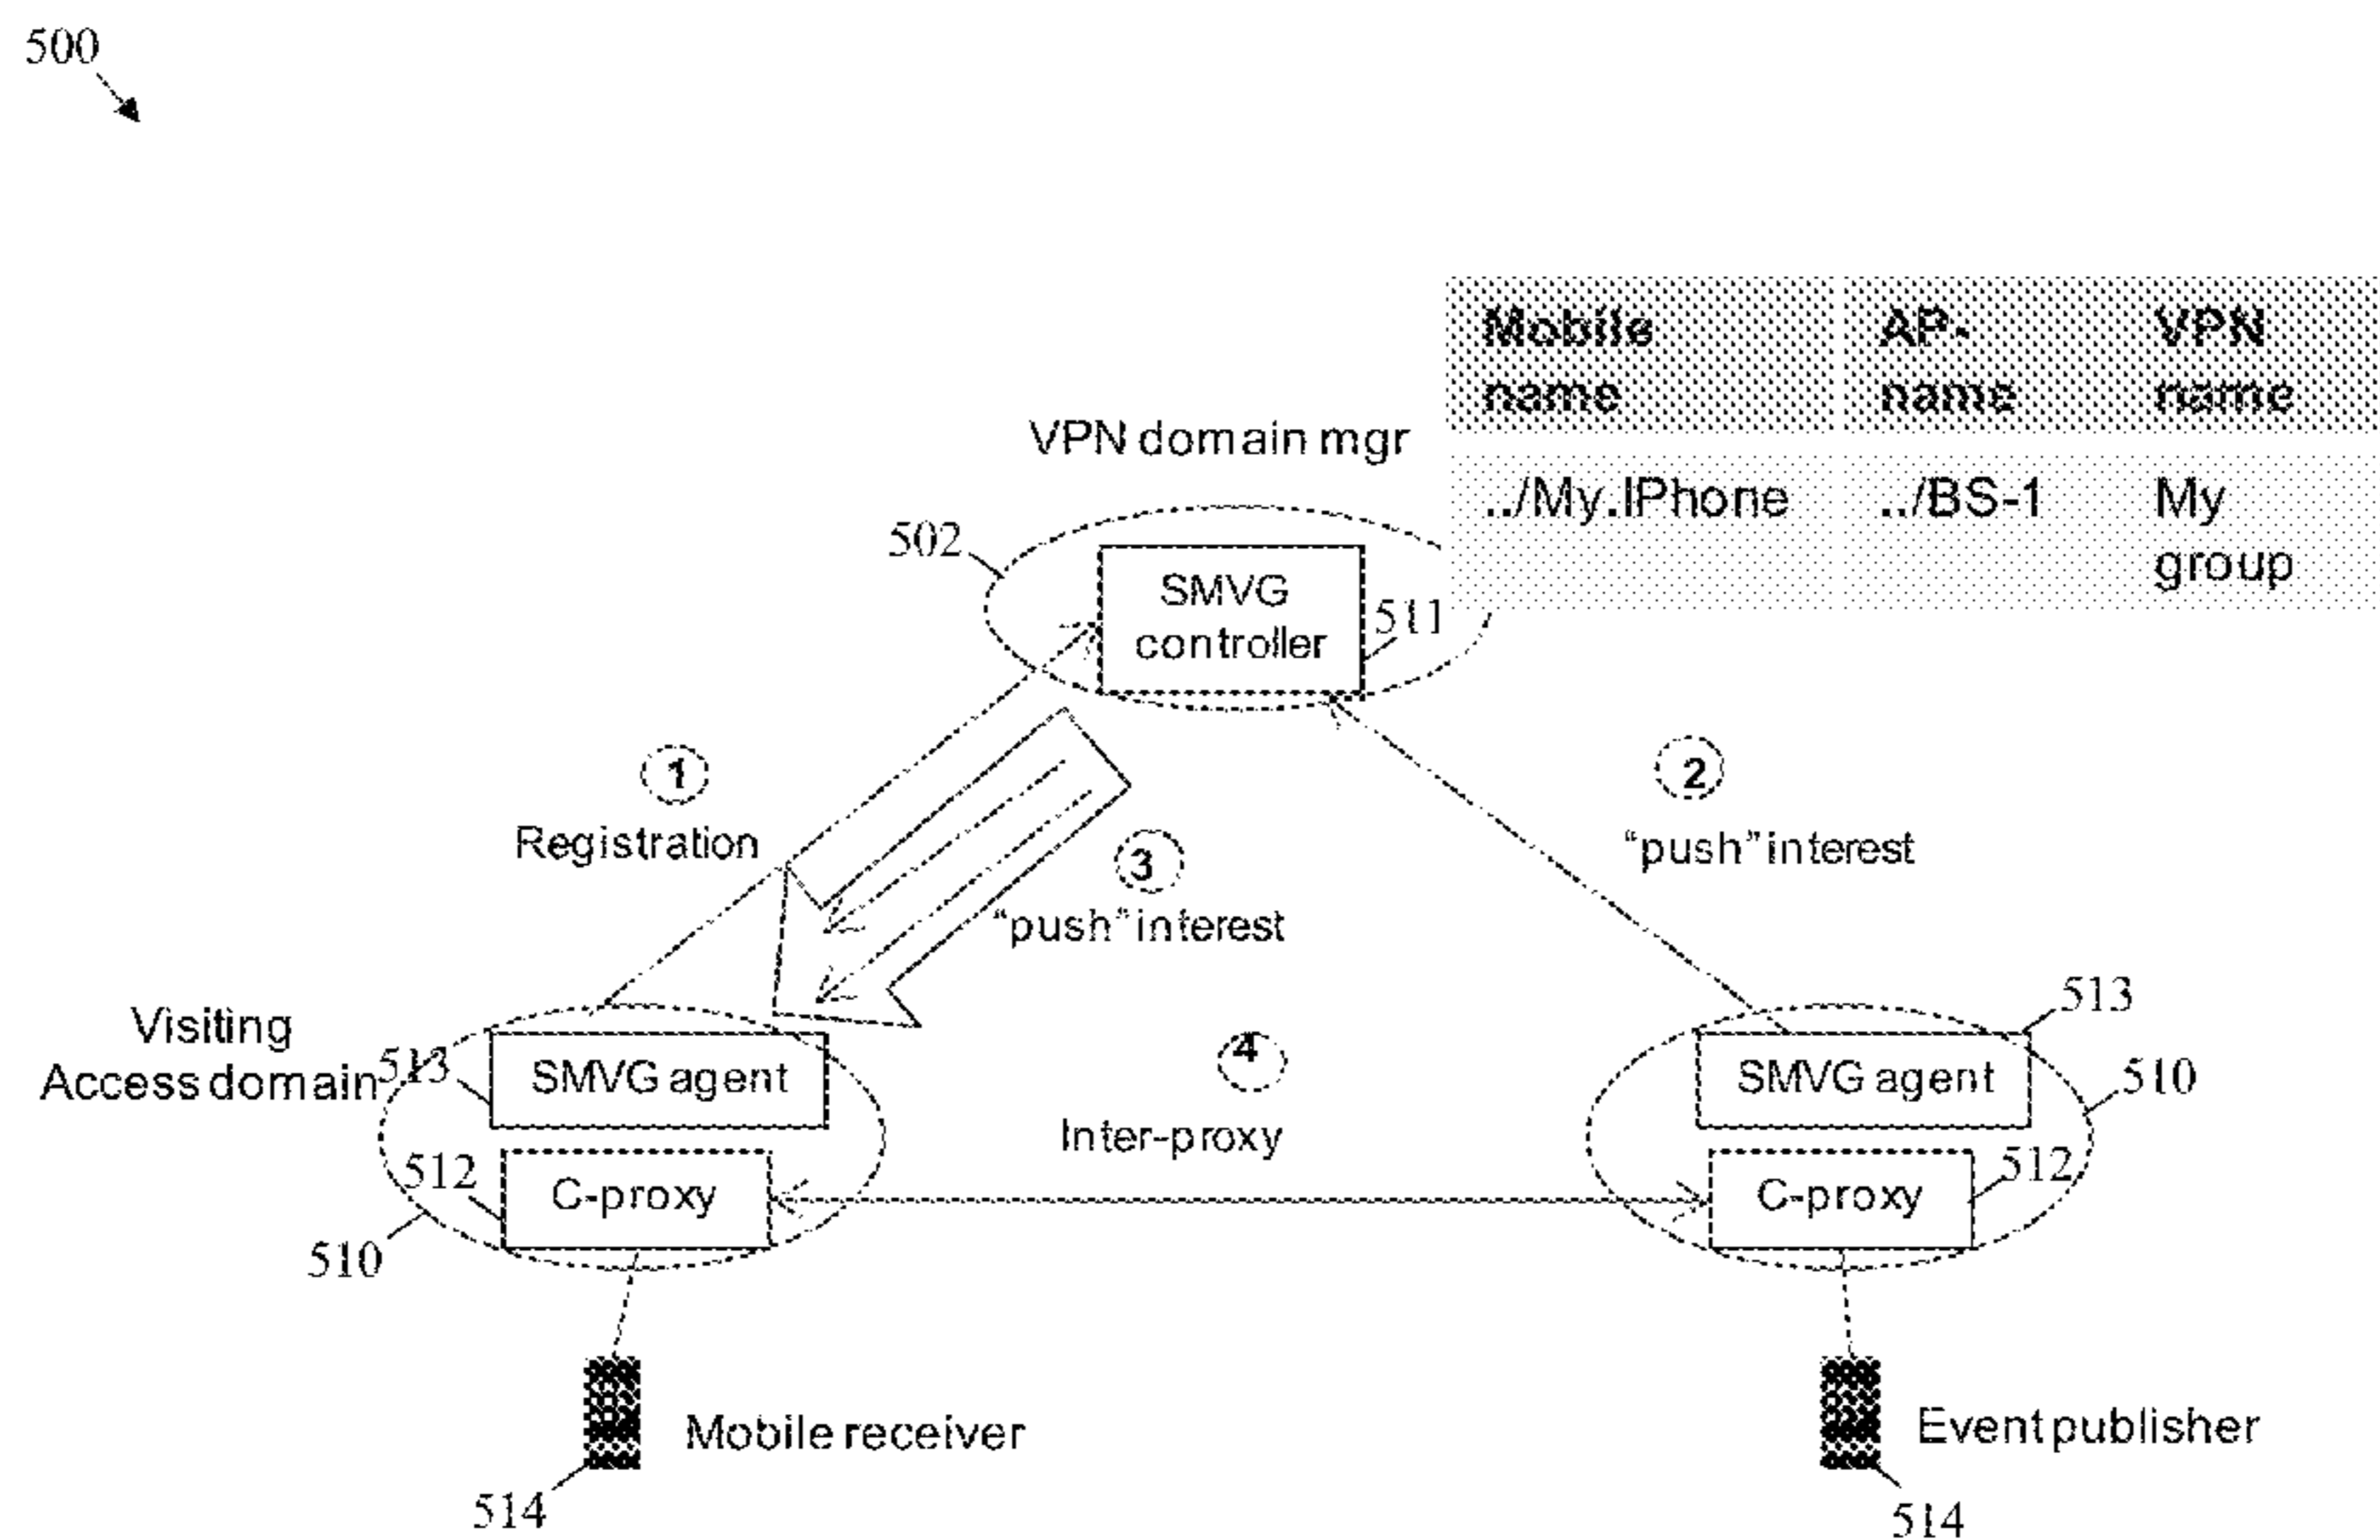 500
Mobile name
AP-name
VPN name
../My.IPhone
../BS-1
My group
VPN domain mgr
502
SMVG controller
511
1
Registration
2
"push" interest
3
"push" interest
Visiting Access domain
513
SMVG agent
4
Inter-proxy
513
SMVG agent
510
512
C-proxy
510
512
C-proxy
Mobile receiver
514
Event publisher
514